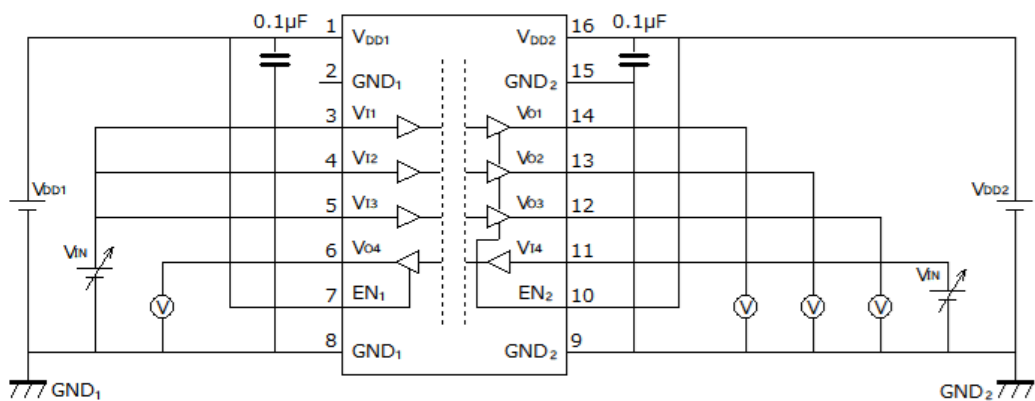 0.1µF
1
VDD1
VDD2
16
0.1µF
2
GND1
GND2
15
3
VI1
VO1
14
4
VI2
VO2
13
VDD1
5
VI3
VO3
12
VDD2
6
VO4
VI4
11
VIN
VIN
7
EN1
EN2
10
V
V
V
V
8
GND1
GND2
9
GND1
GND2